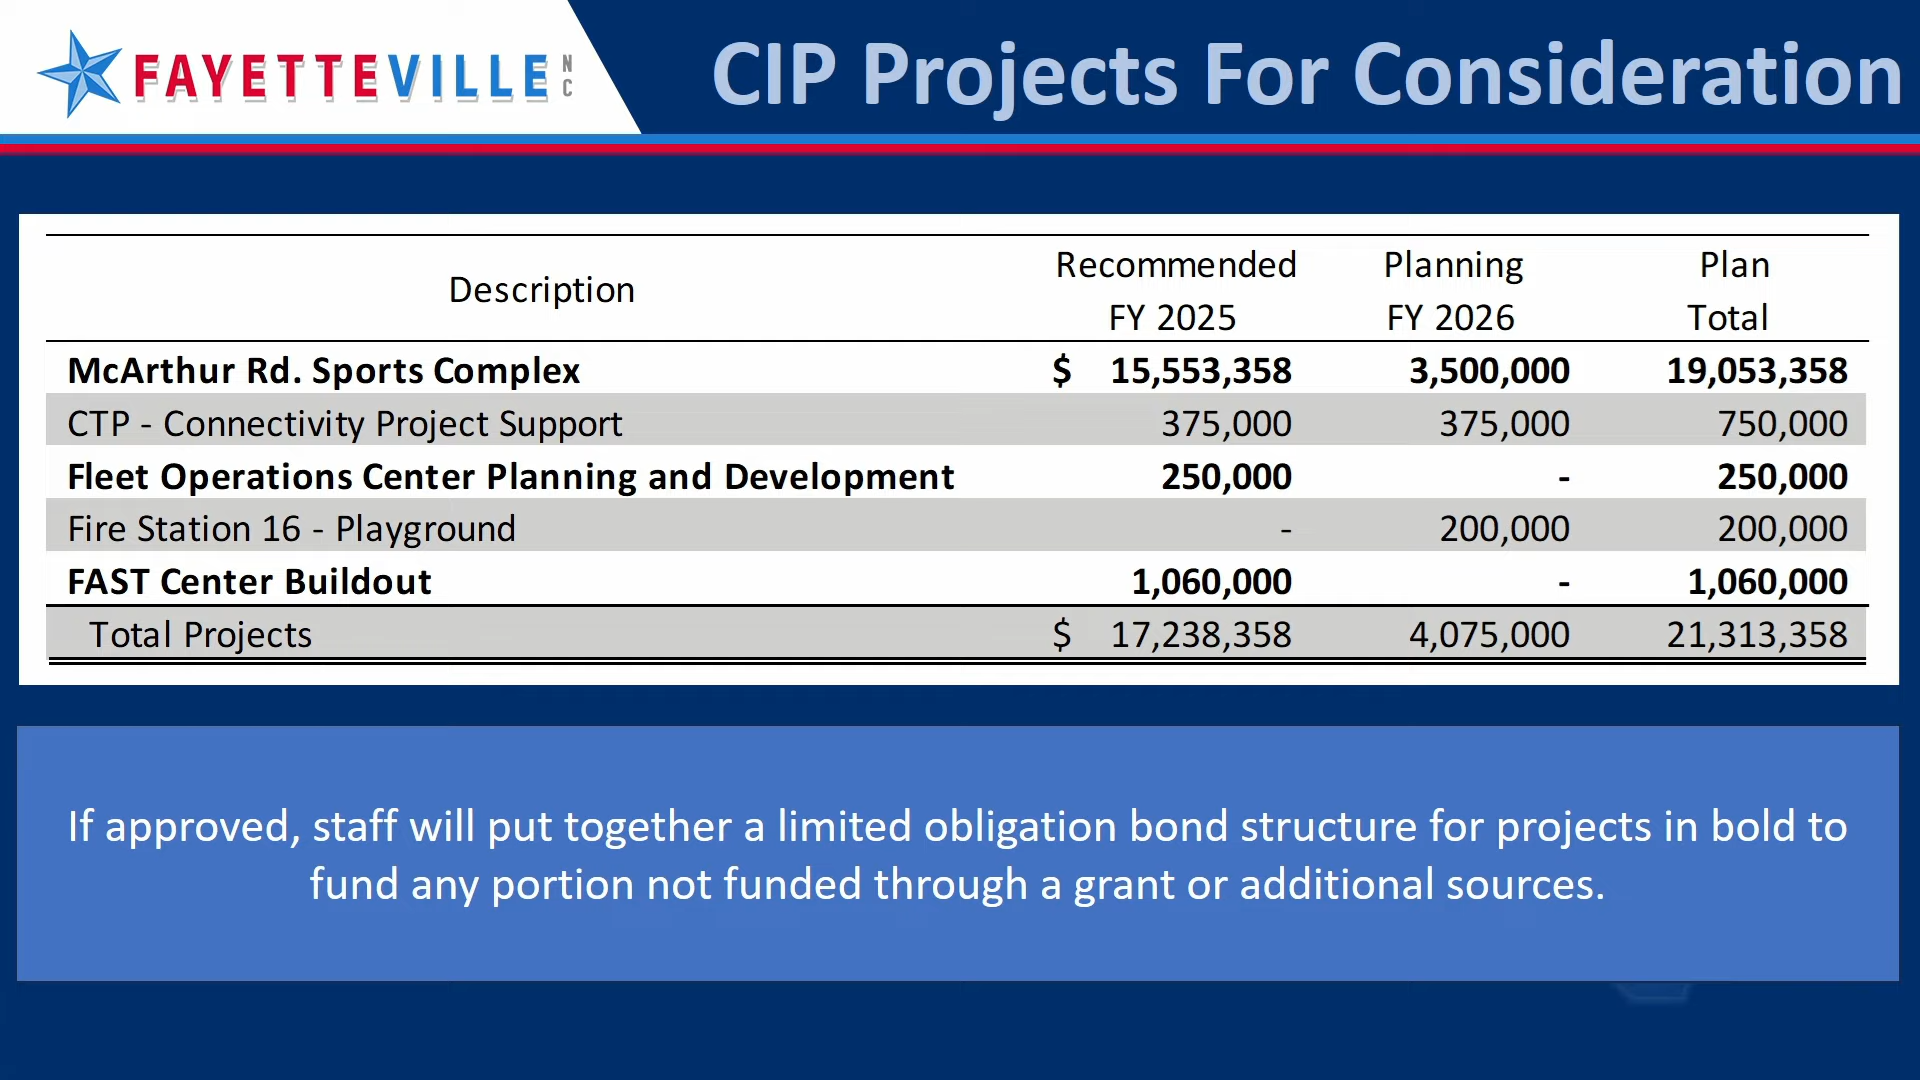 FAYETTEVILLE NC
CIP Projects For Consideration
Description Recommended FY 2025 Planning FY 2026 Plan Total
McArthur Rd. Sports Complex $ 15,553,358 3,500,000 19,053,358
CTP - Connectivity Project Support 375,000 375,000 750,000
Fleet Operations Center Planning and Development 250,000 - 250,000
Fire Station 16 - Playground - 200,000 200,000
FAST Center Buildout 1,060,000 - 1,060,000
Total Projects $ 17,238,358 4,075,000 21,313,358
If approved, staff will put together a limited obligation bond structure for projects in bold to
fund any portion not funded through a grant or additional sources.